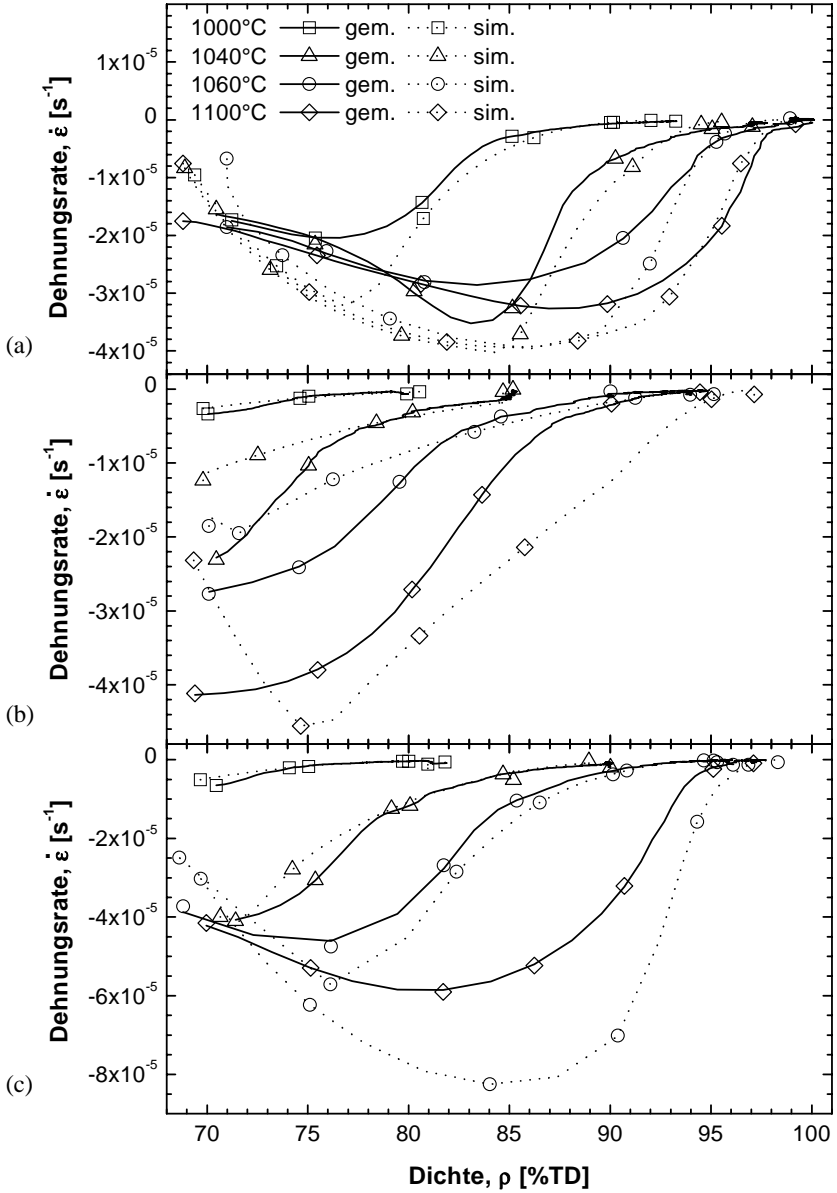 1000°C gem. sim.
1040°C gem. sim.
1060°C gem. sim.
1100°C gem. sim.
1x10⁻⁵
0
-1x10⁻⁵
-2x10⁻⁵
-3x10⁻⁵
-4x10⁻⁵
Dehnungsrate, ε̇ [s⁻¹]
(a)
0
-1x10⁻⁵
-2x10⁻⁵
-3x10⁻⁵
-4x10⁻⁵
Dehnungsrate, ε̇ [s⁻¹]
(b)
0
-2x10⁻⁵
-4x10⁻⁵
-6x10⁻⁵
-8x10⁻⁵
Dehnungsrate, ε̇ [s⁻¹]
(c)
70 75 80 85 90 95 100
Dichte, ρ [%TD]